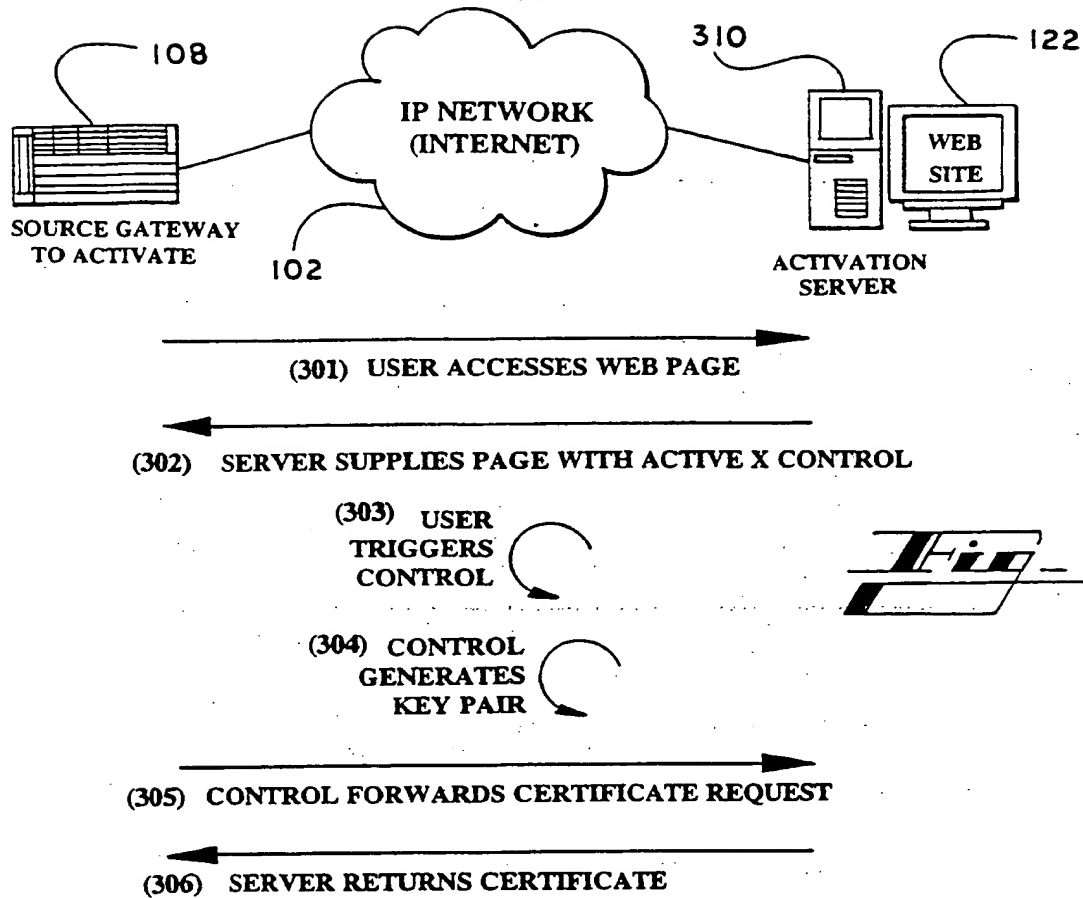 108
310
122
IP NETWORK
(INTERNET)
WEB
SITE
SOURCE GATEWAY
TO ACTIVATE
102
ACTIVATION
SERVER
(301) USER ACCESSES WEB PAGE
(302) SERVER SUPPLIES PAGE WITH ACTIVE X CONTROL
(303) USER
TRIGGERS
CONTROL
(304) CONTROL
GENERATES
KEY PAIR
(305) CONTROL FORWARDS CERTIFICATE REQUEST
(306) SERVER RETURNS CERTIFICATE